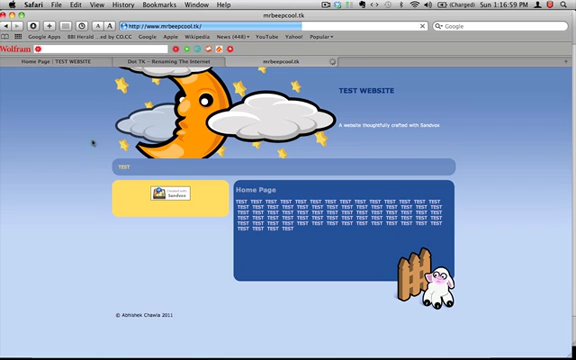 Safari File Edit View History Bookmarks Window Help (Charged) Thu 1:16:59 PM
mrbeepcool.tk
http://www.mrbeepcool.tk/ Google
Google Apps BBI Herald Google Apple Wikipedia News (448) YouTube Yahoo! Popular
Wolfram
Home Page | TEST WEBSITE Dot TK - Renaming The Internet mrbeepcool.tk
TEST WEBSITE
A website thoughtfully crafted with Sandvox
TEST
Created with
Sandvox
Home Page
TEST TEST TEST TEST TEST TEST TEST TEST TEST TEST TEST
TEST TEST TEST TEST TEST TEST TEST TEST TEST TEST TEST
TEST TEST TEST TEST TEST TEST TEST TEST TEST TEST TEST
TEST TEST TEST TEST TEST TEST TEST TEST TEST TEST TEST
TEST TEST TEST TEST TEST TEST TEST TEST TEST TEST TEST
TEST TEST TEST TEST
© Abhishek Chawla 2011